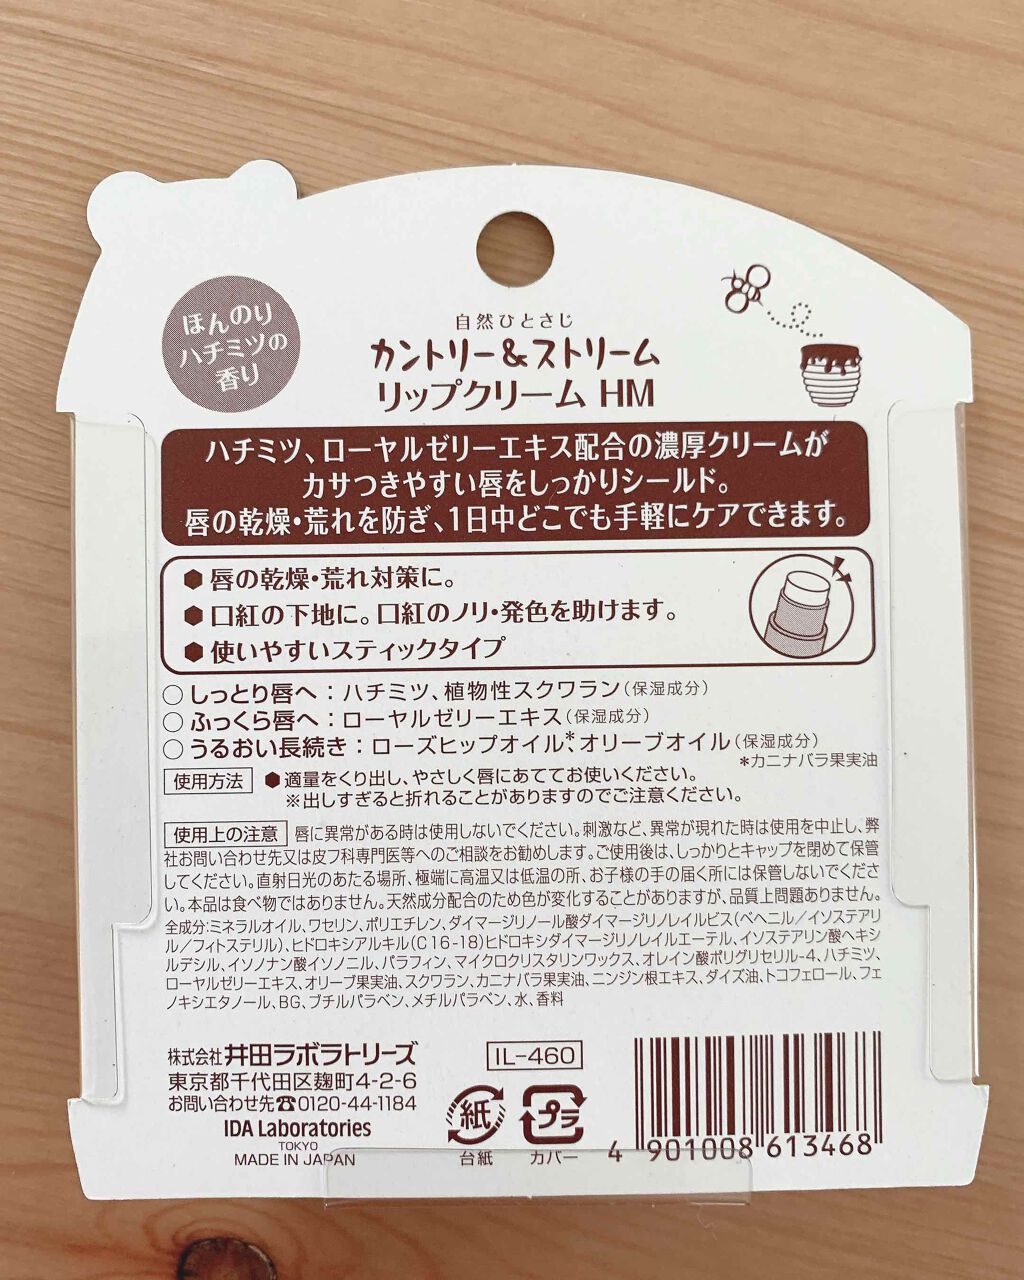 ほんのり
ハチミツの
香り
自然ひとさじ
カントリー&ストリーム
リップクリーム HM
ハチミツ、ローヤルゼリーエキス配合の濃厚クリームが
カサつきやすい唇をしっかりシールド。
唇の乾燥・荒れを防ぎ、1日中どこでも手軽にケアできます。
●唇の乾燥・荒れ対策に。
●口紅の下地に。口紅のノリ・発色を助けます。
●使いやすいスティックタイプ
○しっとり唇へ：ハチミツ、植物性スクワラン(保湿成分)
○ふっくら唇へ：ローヤルゼリーエキス(保湿成分)
○うるおい長続き：ローズヒップオイル*、オリーブオイル(保湿成分)
*カニナバラ果実油
使用方法 ●適量をくり出し、やさしく唇にあててお使いください。
※出しすぎると折れることがありますのでご注意ください。
使用上の注意 唇に異常がある時は使用しないでください。刺激など、異常が現れた時は使用を中止し、弊
社お問い合わせ先又は皮フ科専門医等へのご相談をお勧めします。ご使用後は、しっかりとキャップを閉めて保管
してください。直射日光のあたる場所、極端に高温又は低温の所、お子様の手の届く所には保管しないでくださ
い。本品は食べ物ではありません。天然成分配合のため色が変化することがありますが、品質上問題ありません。
全成分:ミネラルオイル、ワセリン、ポリエチレン、ダイマージリノール酸ダイマージリノレイルビス(ベヘニル/イソステアリ
ル/フィトステリル)、ヒドロキシアルキル(C16-18)ヒドロキシダイマージリノレイルエーテル、イソステアリン酸ヘキシ
ルデシル、イソノナン酸イソノニル、パラフィン、マイクロクリスタリンワックス、オレイン酸ポリグリセリル-4、ハチミツ、
ローヤルゼリーエキス、オリーブ果実油、スクワラン、カニナバラ果実油、ニンジン根エキス、ダイズ油、トコフェロール、フェ
ノキシエタノール、BG、ブチルパラベン、メチルパラベン、水、香料
株式会社 井田ラボラトリーズ
東京都千代田区麹町4-2-6
お問い合わせ先☎0120-44-1184
IDA Laboratories
TOKYO
MADE IN JAPAN
IL-460
紙
台紙
プラ
カバー
4 901008 613468